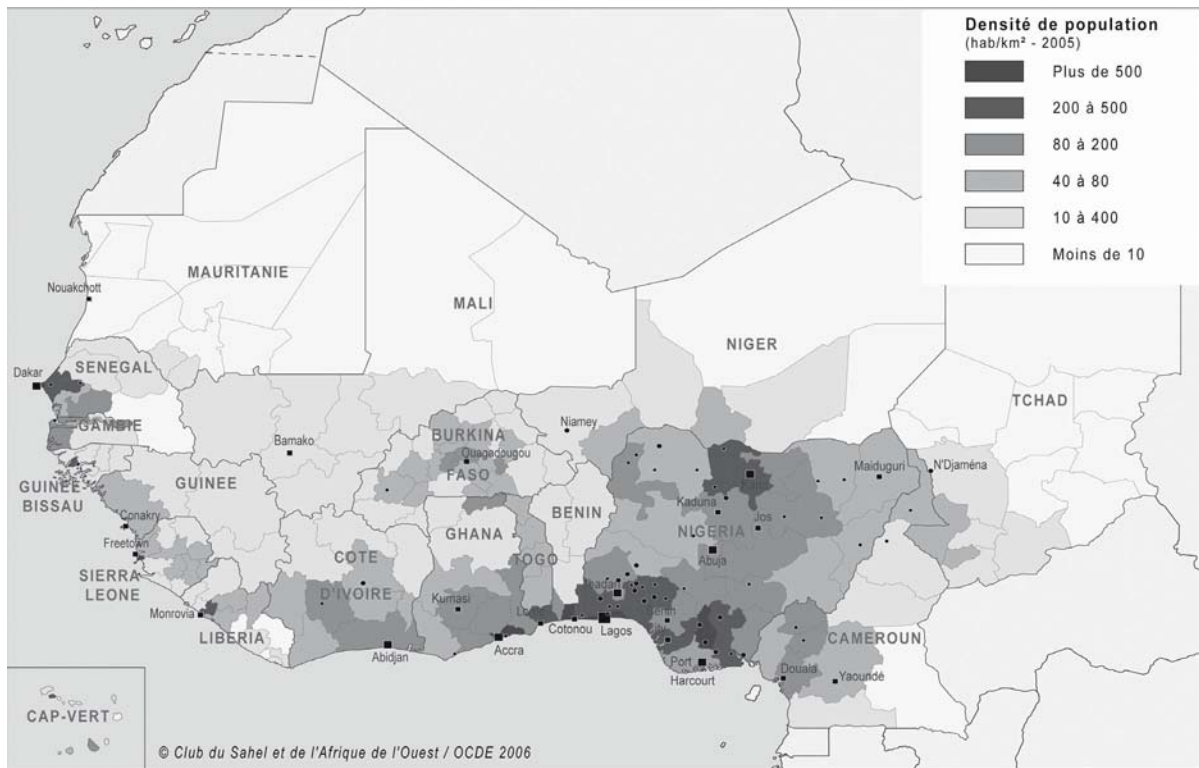 Densité de population
(hab/km² - 2005)
Plus de 500
200 à 500
80 à 200
40 à 80
10 à 400
Moins de 10
MAURITANIE
Nouakchott
MALI
NIGER
TCHAD
SENEGAL
Dakar
GAMBIE
Niamey
BURKINA
Ouagadougou
FASO
Bamako
Maiduguri
N'Djaména
GUINEE
BISSAU
GUINEE
Kaduna
Conakry
BENIN
Jos
NIGERIA
GHANA
Freetown
COTE
TOGO
Abuja
SIERRA
LEONE
D'IVOIRE
Kumasi
Ibadan
Monrovia
Benin
LIBERIA
Cotonou
Lagos
CAMEROUN
Abidjan
Accra
Port
Harcourt
Douala
Yaoundé
CAP-VERT
© Club du Sahel et de l'Afrique de l'Ouest / OCDE 2006